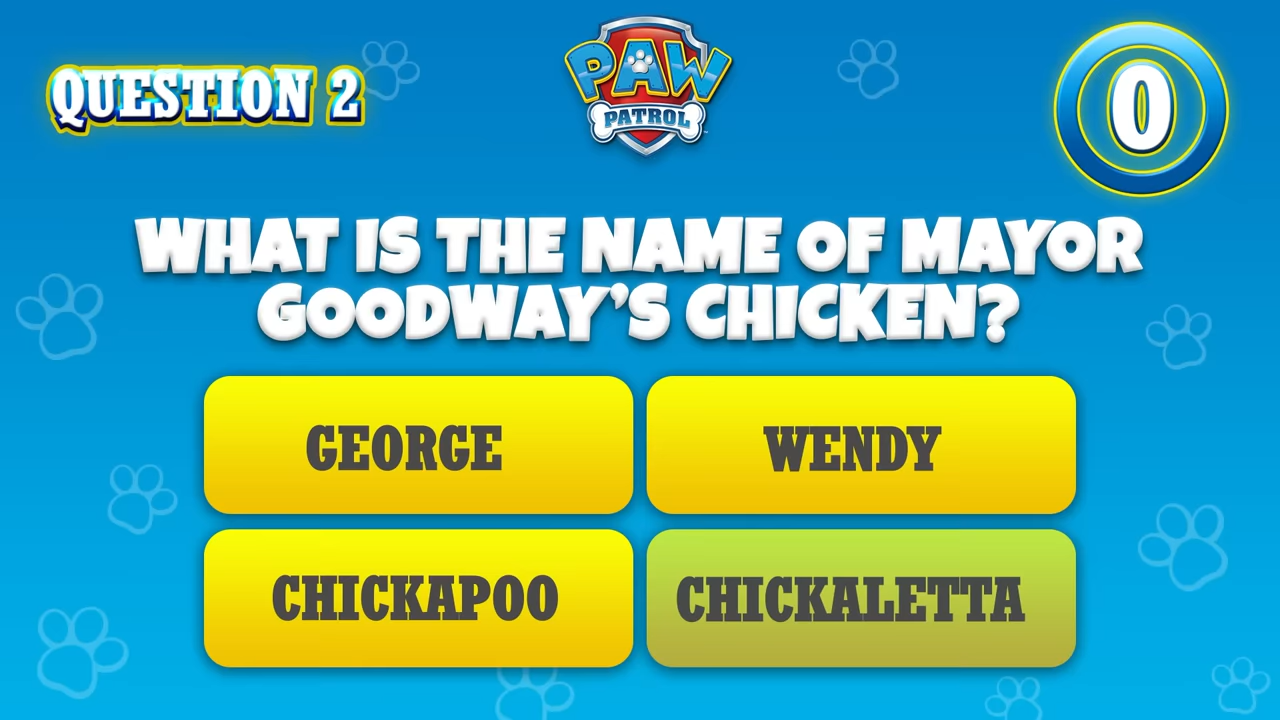 QUESTION 2
PAW
PATROL
0
WHAT IS THE NAME OF MAYOR
GOODWAY'S CHICKEN?
GEORGE
WENDY
CHICKAPOO
CHICKALETTA